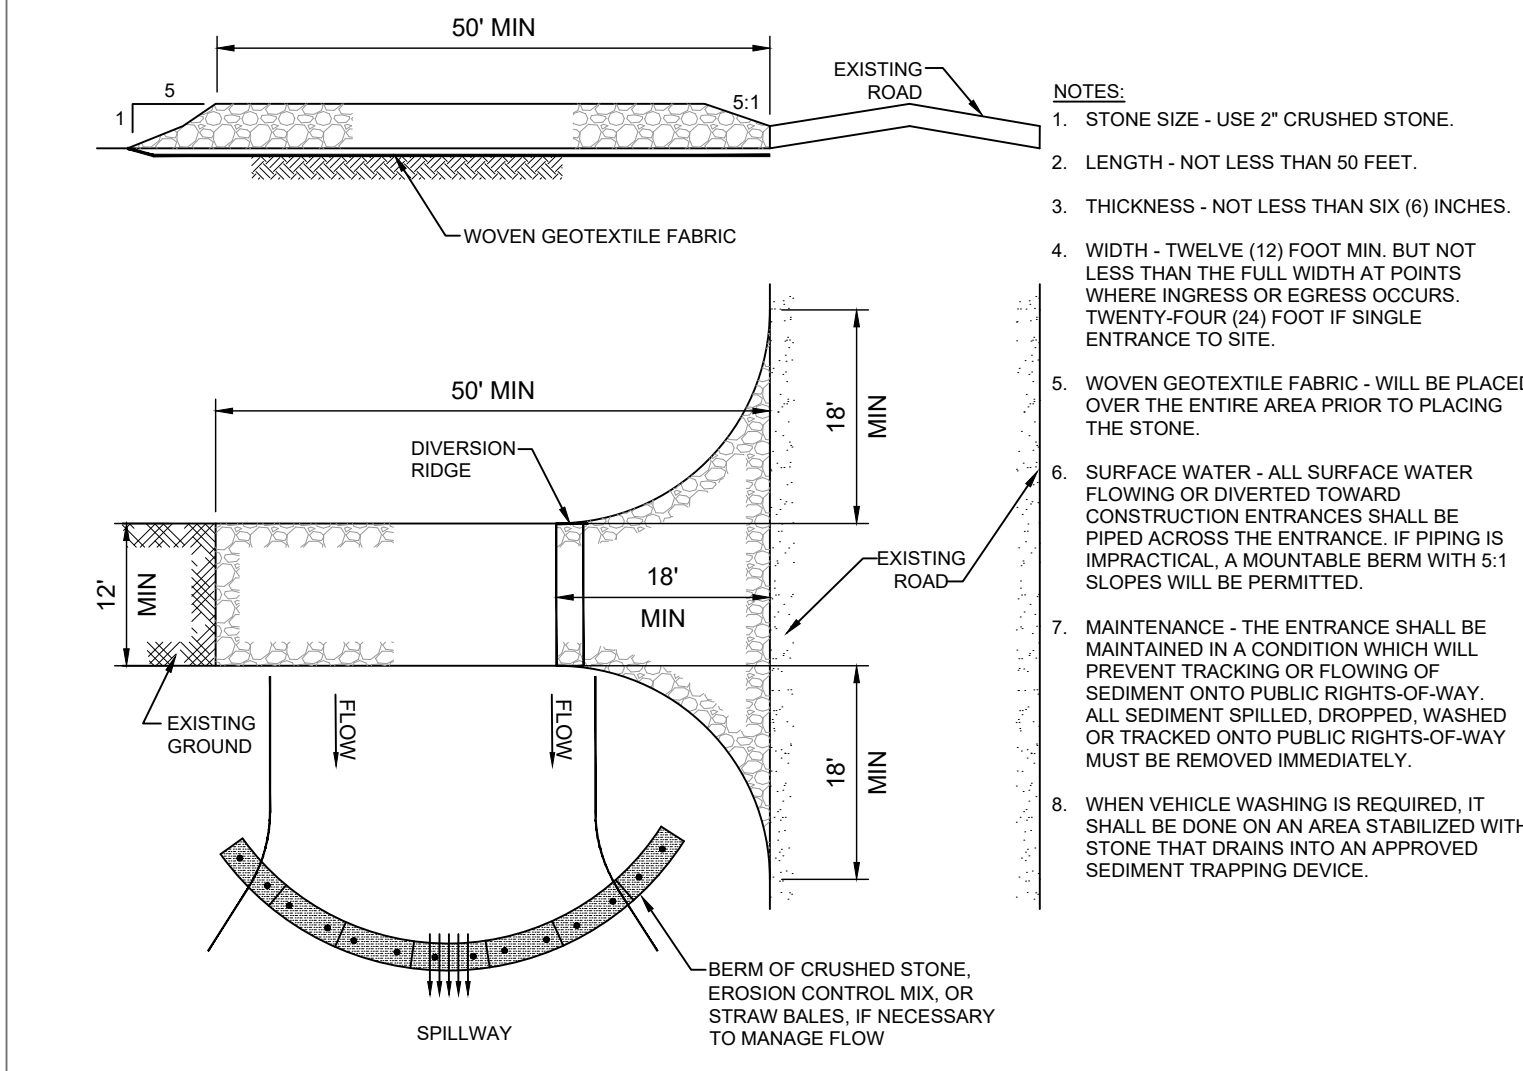 50' MIN
5
1
5:1
EXISTING
ROAD
WOVEN GEOTEXTILE FABRIC
50' MIN
18'
MIN
DIVERSION
RIDGE
12'
MIN
18'
MIN
EXISTING
ROAD
EXISTING
GROUND
FLOW
FLOW
18'
MIN
BERM OF CRUSHED STONE,
EROSION CONTROL MIX, OR
STRAW BALES, IF NECESSARY
TO MANAGE FLOW
SPILLWAY
NOTES:
1. STONE SIZE - USE 2" CRUSHED STONE.
2. LENGTH - NOT LESS THAN 50 FEET.
3. THICKNESS - NOT LESS THAN SIX (6) INCHES.
4. WIDTH - TWELVE (12) FOOT MIN. BUT NOT
LESS THAN THE FULL WIDTH AT POINTS
WHERE INGRESS OR EGRESS OCCURS.
TWENTY-FOUR (24) FOOT IF SINGLE
ENTRANCE TO SITE.
5. WOVEN GEOTEXTILE FABRIC - WILL BE PLACED
OVER THE ENTIRE AREA PRIOR TO PLACING
THE STONE.
6. SURFACE WATER - ALL SURFACE WATER
FLOWING OR DIVERTED TOWARD
CONSTRUCTION ENTRANCES SHALL BE
PIPED ACROSS THE ENTRANCE. IF PIPING IS
IMPRACTICAL, A MOUNTABLE BERM WITH 5:1
SLOPES WILL BE PERMITTED.
7. MAINTENANCE - THE ENTRANCE SHALL BE
MAINTAINED IN A CONDITION WHICH WILL
PREVENT TRACKING OR FLOWING OF
SEDIMENT ONTO PUBLIC RIGHTS-OF-WAY.
ALL SEDIMENT SPILLED, DROPPED, WASHED
OR TRACKED ONTO PUBLIC RIGHTS-OF-WAY
MUST BE REMOVED IMMEDIATELY.
8. WHEN VEHICLE WASHING IS REQUIRED, IT
SHALL BE DONE ON AN AREA STABILIZED WITH
STONE THAT DRAINS INTO AN APPROVED
SEDIMENT TRAPPING DEVICE.